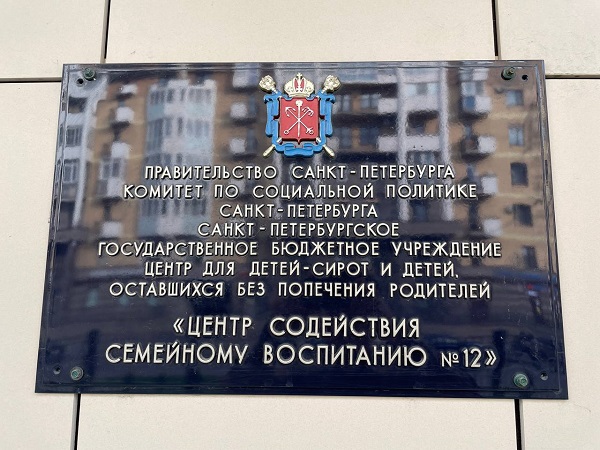 ПРАВИТЕЛЬСТВО САНКТ-ПЕТЕРБУРГА
КОМИТЕТ ПО СОЦИАЛЬНОЙ ПОЛИТИКЕ
САНКТ-ПЕТЕРБУРГА
САНКТ-ПЕТЕРБУРГСКОЕ
ГОСУДАРСТВЕННОЕ БЮДЖЕТНОЕ УЧРЕЖДЕНИЕ
ЦЕНТР ДЛЯ ДЕТЕЙ-СИРОТ И ДЕТЕЙ,
ОСТАВШИХСЯ БЕЗ ПОПЕЧЕНИЯ РОДИТЕЛЕЙ
«ЦЕНТР СОДЕЙСТВИЯ
СЕМЕЙНОМУ ВОСПИТАНИЮ №12»